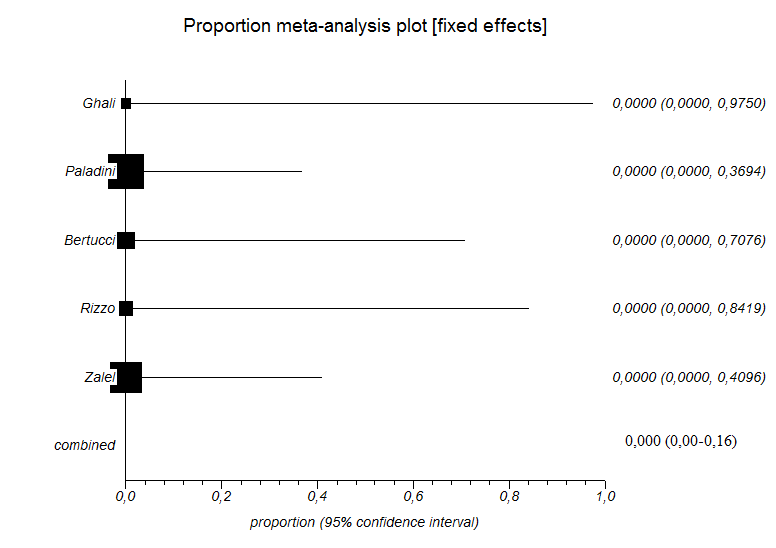 Proportion meta-analysis plot [fixed effects]
Ghali 0,0000 (0,0000, 0,9750)
Paladini 0,0000 (0,0000, 0,3694)
Bertucci 0,0000 (0,0000, 0,7076)
Rizzo 0,0000 (0,0000, 0,8419)
Zalel 0,0000 (0,0000, 0,4096)
combined 0,000 (0,00-0,16)
0,0 0,2 0,4 0,6 0,8 1,0
proportion (95% confidence interval)